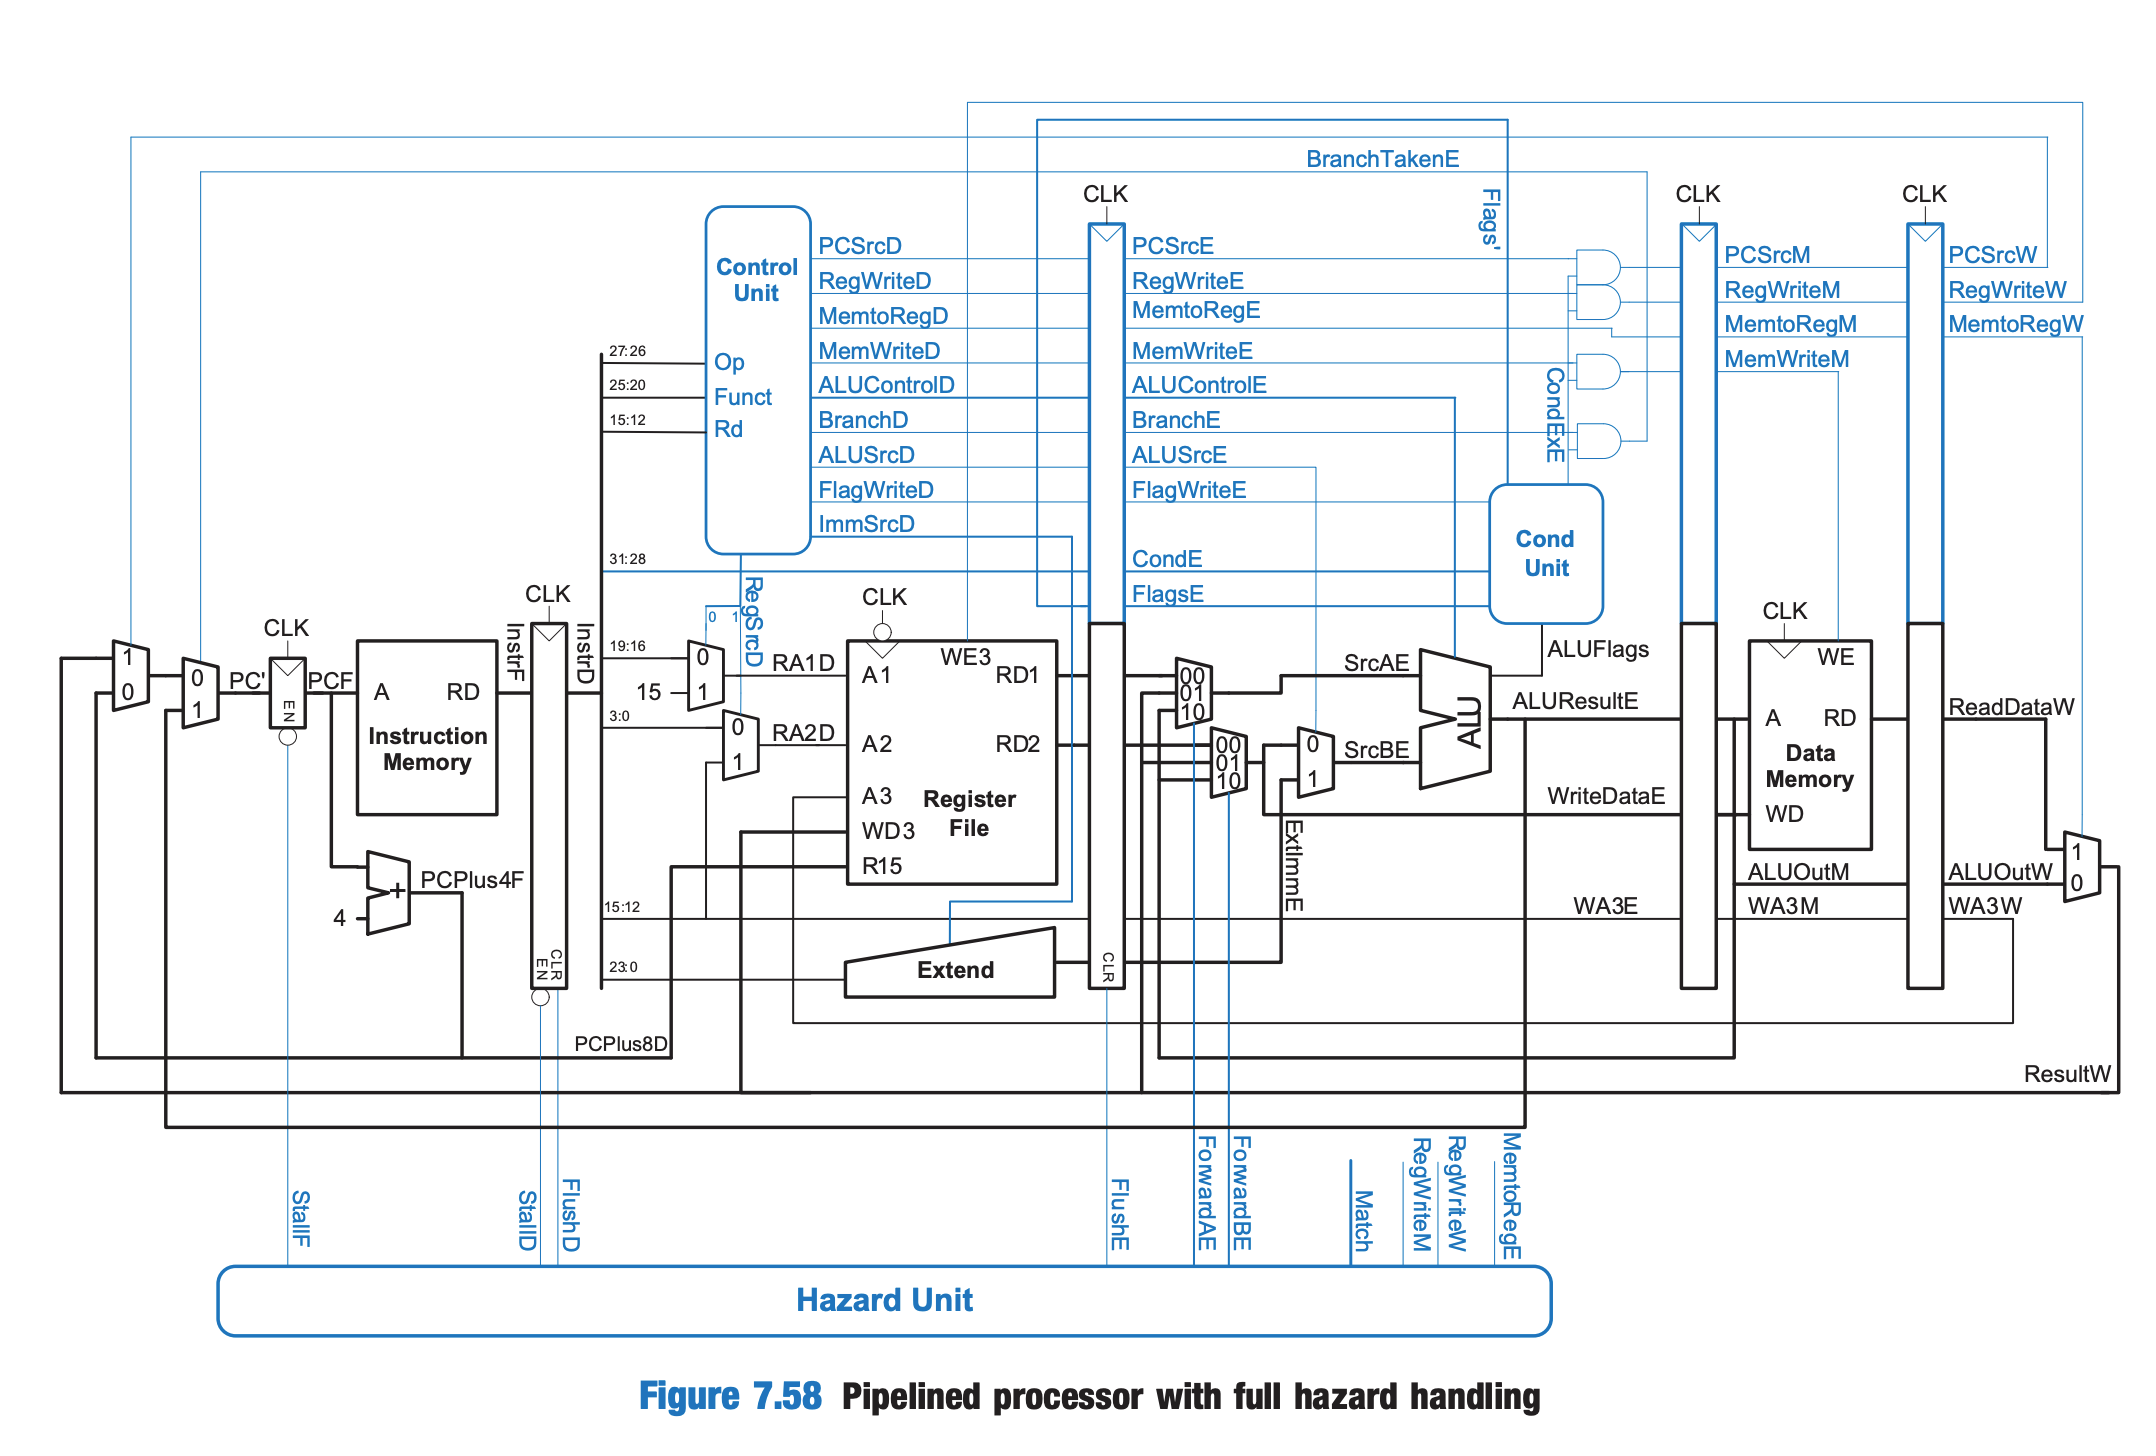 BranchTakenE
CLK
CLK
CLK
Flags'
Control
Unit
PCSrcD
RegWriteD
MemtoRegD
MemWriteD
ALUControlD
BranchD
ALUSrcD
FlagWriteD
ImmSrcD
PCSrcE
RegWriteE
MemtoRegE
MemWriteE
ALUControlE
BranchE
ALUSrcE
FlagWriteE
CondE
FlagsE
CondExE
PCSrcM
RegWriteM
MemtoRegM
MemWriteM
PCSrcW
RegWriteW
MemtoRegW
27:26
Op
25:20
Funct
15:12
Rd
31:28
RegSrcD
0 1
Cond
Unit
ALUFlags
CLK
CLK
CLK
CLK
1
0
0
1
PC'
EN
PCF
A
RD
Instruction
Memory
InstrF
InstrD
CLR
EN
19:16
15
3:0
0
1
0
1
RA1D
RA2D
A1
A2
A3
WD3
R15
WE3
RD1
RD2
Register
File
00
01
10
00
01
10
0
1
SrcAE
SrcBE
ALU
ALUResultE
WriteDataE
ExtImmE
A
RD
WE
Data
Memory
WD
ReadDataW
1
0
ALUOutM
ALUOutW
PCPlus4F
+
4
15:12
WA3E
WA3M
WA3W
23:0
Extend
CLR
PCPlus8D
ResultW
StallF
StallD
FlushD
FlushE
ForwardAE
ForwardBE
Match
RegWriteM
RegWriteW
MemtoRegE
Hazard Unit
Figure 7.58 Pipelined processor with full hazard handling